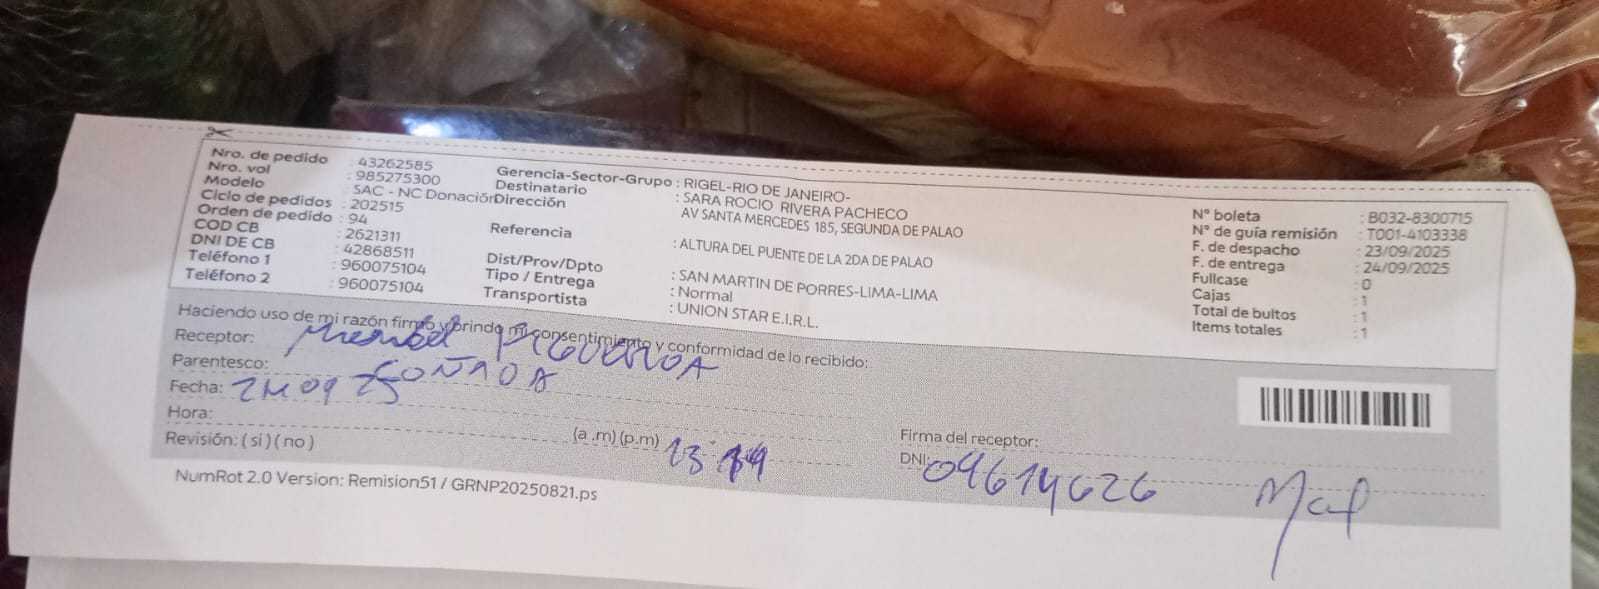 Nro. de pedido : 43262585
Nro. vol : 985275300
Modelo : SAC - NC Donación
Ciclo de pedidos : 202515
Orden de pedido : 94
COD CB : 2621311
DNI DE CB : 42868511
Teléfono 1 : 960075104
Teléfono 2 : 960075104
Gerencia-Sector-Grupo : RIGEL-RIO DE JANEIRO-
Destinatario : SARA ROCIO RIVERA PACHECO
Dirección AV SANTA MERCEDES 185, SEGUNDA DE PALAO
Referencia : ALTURA DEL PUENTE DE LA 2DA DE PALAO
Dist/Prov/Dpto : SAN MARTIN DE PORRES-LIMA-LIMA
Tipo / Entrega : Normal
Transportista : UNION STAR E.I.R.L.
N° boleta : B032-8300715
N° de guía remisión : T001-4103338
F. de despacho : 23/09/2025
F. de entrega : 24/09/2025
Fullcase : 0
Cajas : 1
Total de bultos : 1
Items totales : 1
Haciendo uso de mi razón firmo y brindo mi consentimiento y conformidad de lo recibido:
Receptor:
Parentesco: COÑADA
Fecha: 24 09 25
Hora: (a .m) (p.m) 13
Revisión: ( si ) ( no )
Firma del receptor:
DNI: 09614626
NumRot 2.0 Version: Remision51 / GRNP20250821.ps